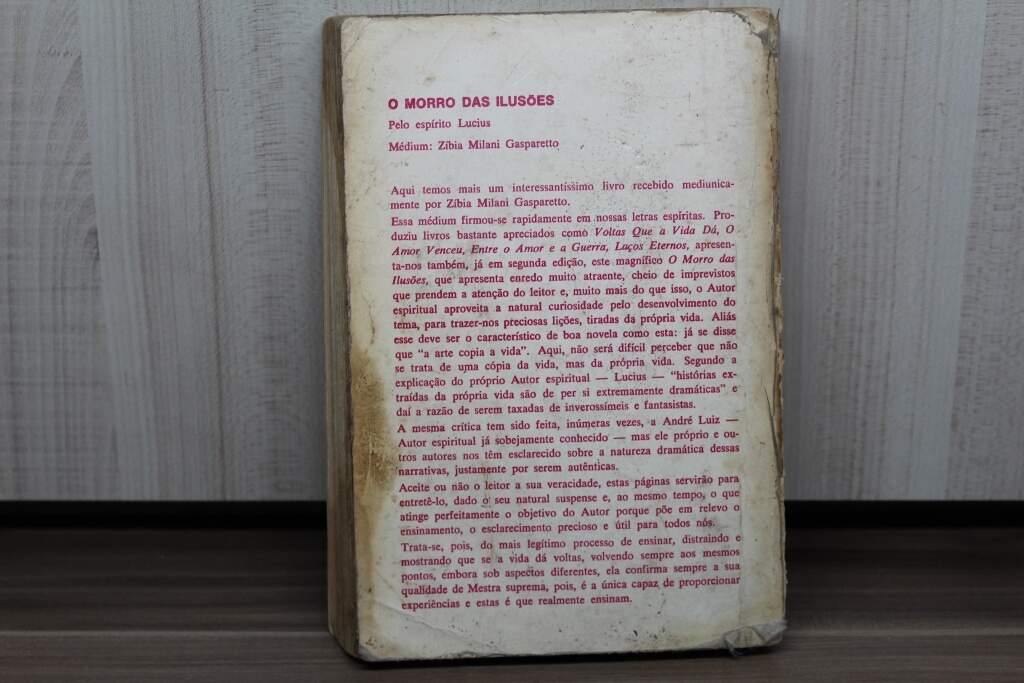 O MORRO DAS ILUSÕES
Pelo espírito Lucius
Médium: Zíbia Milani Gasparetto
Aqui temos mais um interessantíssimo livro recebido mediunica-
mente por Zíbia Milani Gasparetto.
Essa médium firmou-se rapidamente em nossas letras espíritas. Pro-
duziu livros bastante apreciados como Voltas Que a Vida Dá, O
Amor Venceu, Entre o Amor e a Guerra, Laços Eternos, apresen-
ta-nos também, já em segunda edição, este magnífico O Morro das
Ilusões, que apresenta enredo muito atraente, cheio de imprevistos
que prendem a atenção do leitor e, muito mais do que isso, o Autor
espiritual aproveita a natural curiosidade pelo desenvolvimento do
tema, para trazer-nos preciosas lições, tiradas da própria vida. Aliás
esse deve ser o característico de boa novela como esta: já se disse
que “a arte copia a vida”. Aqui, não será difícil perceber que não
se trata de uma cópia da vida, mas da própria vida. Segundo a
explicação do próprio Autor espiritual — Lucius — “histórias ex-
traídas da própria vida são de per si extremamente dramáticas” e
daí a razão de serem taxadas de inverossímeis e fantasistas.
A mesma crítica tem sido feita, inúmeras vezes, a André Luiz —
Autor espiritual já sobejamente conhecido — mas ele próprio e ou-
tros autores nos têm esclarecido sobre a natureza dramática dessas
narrativas, justamente por serem autênticas.
Aceite ou não o leitor a sua veracidade, estas páginas servirão para
entretê-lo, dado o seu natural suspense e, ao mesmo tempo, o que
atinge perfeitamente o objetivo do Autor porque põe em relevo o
ensinamento, o esclarecimento precioso e útil para todos nós.
Trata-se, pois, do mais legítimo processo de ensinar, distraindo e
mostrando que se a vida dá voltas, volvendo sempre aos mesmos
pontos, embora sob aspectos diferentes, ela confirma sempre a sua
qualidade de Mestra suprema, pois, é a única capaz de proporcionar
experiências e estas é que realmente ensinam.